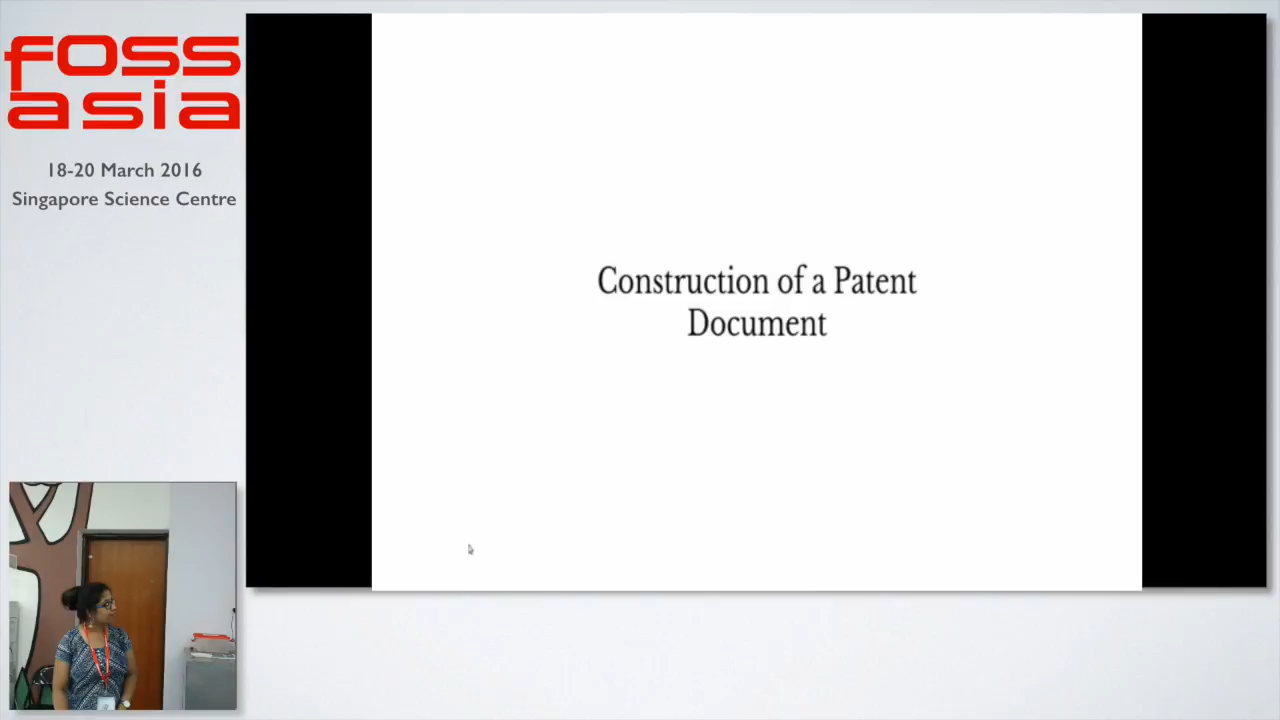 foss
asia
18-20 March 2016
Singapore Science Centre
Construction of a Patent
Document